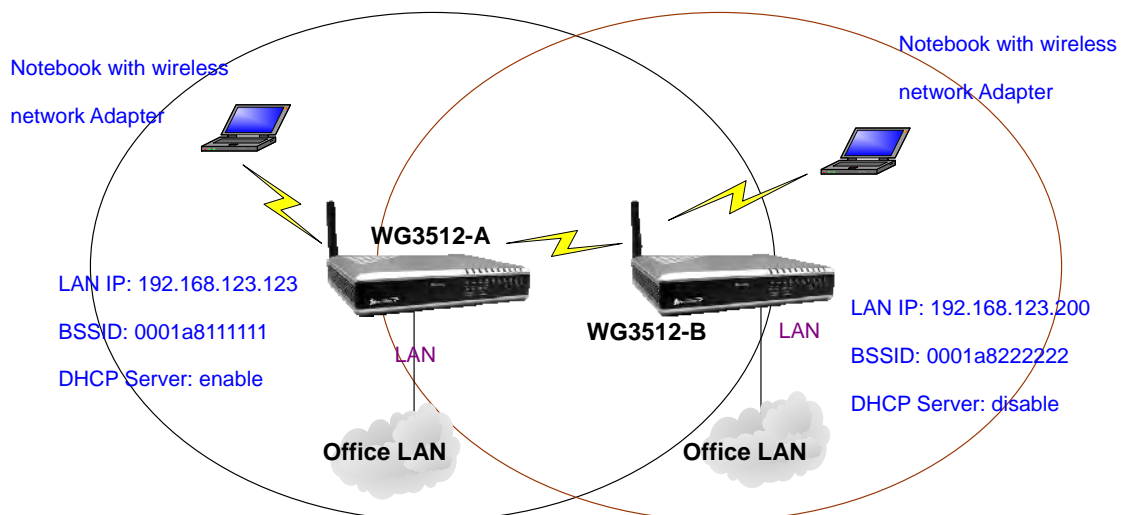 Notebook with wireless
network Adapter
Notebook with wireless
network Adapter
WG3512-A
LAN IP: 192.168.123.123
BSSID: 0001a8111111
DHCP Server: enable
LAN
WG3512-B
LAN
LAN IP: 192.168.123.200
BSSID: 0001a8222222
DHCP Server: disable
Office LAN
Office LAN